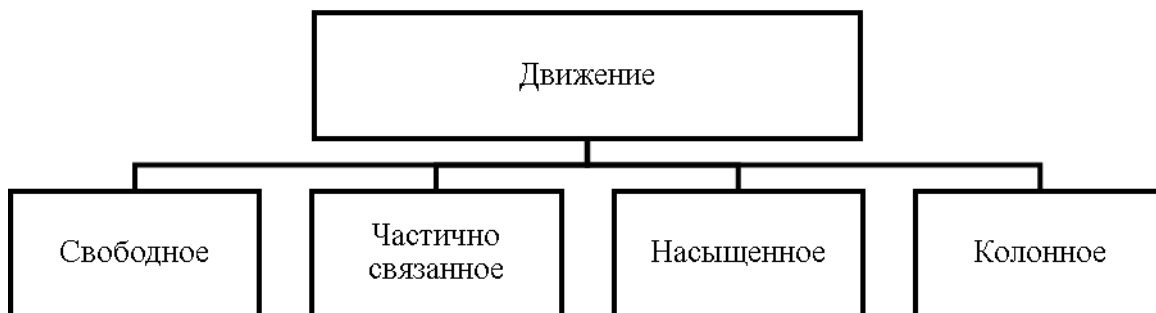 Движение
Свободное
Частично
связанное
Насыщенное
Колонное